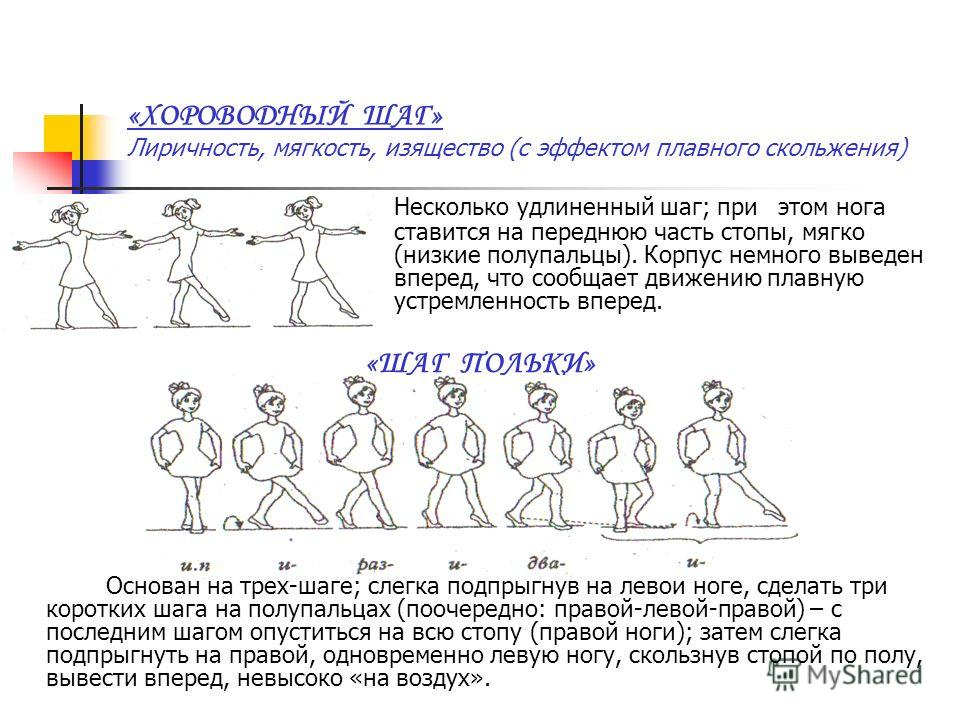 «ХОРОВОДНЫЙ ШАГ»
Лиричность, мягкость, изящество (с эффектом плавного скольжения)
Несколько удлиненный шаг; при этом нога
ставится на переднюю часть стопы, мягко
(низкие полупальцы). Корпус немного выведен
вперед, что сообщает движению плавную
устремленность вперед.
«ШАГ ПОЛЬКИ»
и.п и- раз- и- два- и-
Основан на трех-шаге; слегка подпрыгнув на левои ноге, сделать три
коротких шага на полупальцах (поочередно: правой-левой-правой) – с
последним шагом опуститься на всю стопу (правой ноги); затем слегка
подпрыгнуть на правой, одновременно левую ногу, скользнув стопой по полу,
вывести вперед, невысоко «на воздух».
MyShared